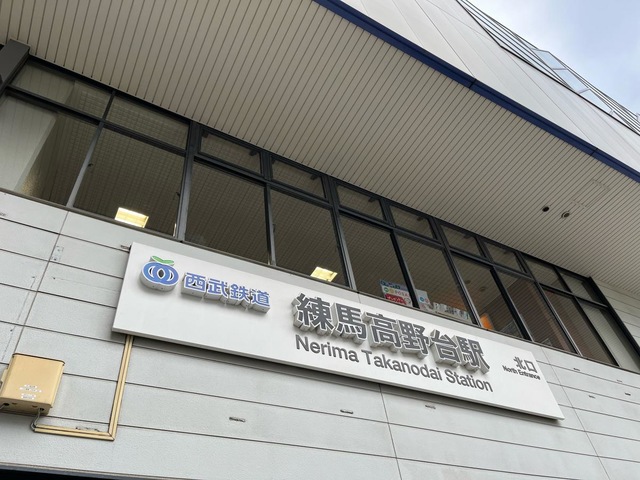 西武鉄道
練馬高野台駅
Nerima Takanodai Station
北口
North Entrance